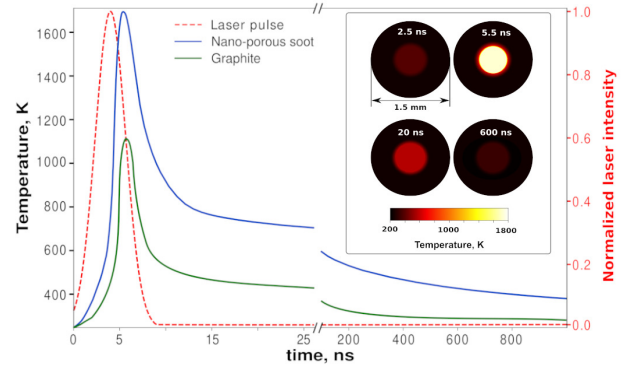 Laser pulse
Nano-porous soot
Graphite
Temperature, K
1600
1400
1200
1000
800
600
400
0
5
15
25
200
400
600
800
time, ns
Normalized laser intensity
1.0
0.8
0.6
0.4
0.2
0.0
2.5 ns
5.5 ns
1.5 mm
20 ns
600 ns
200
1000
1800
Temperature, K